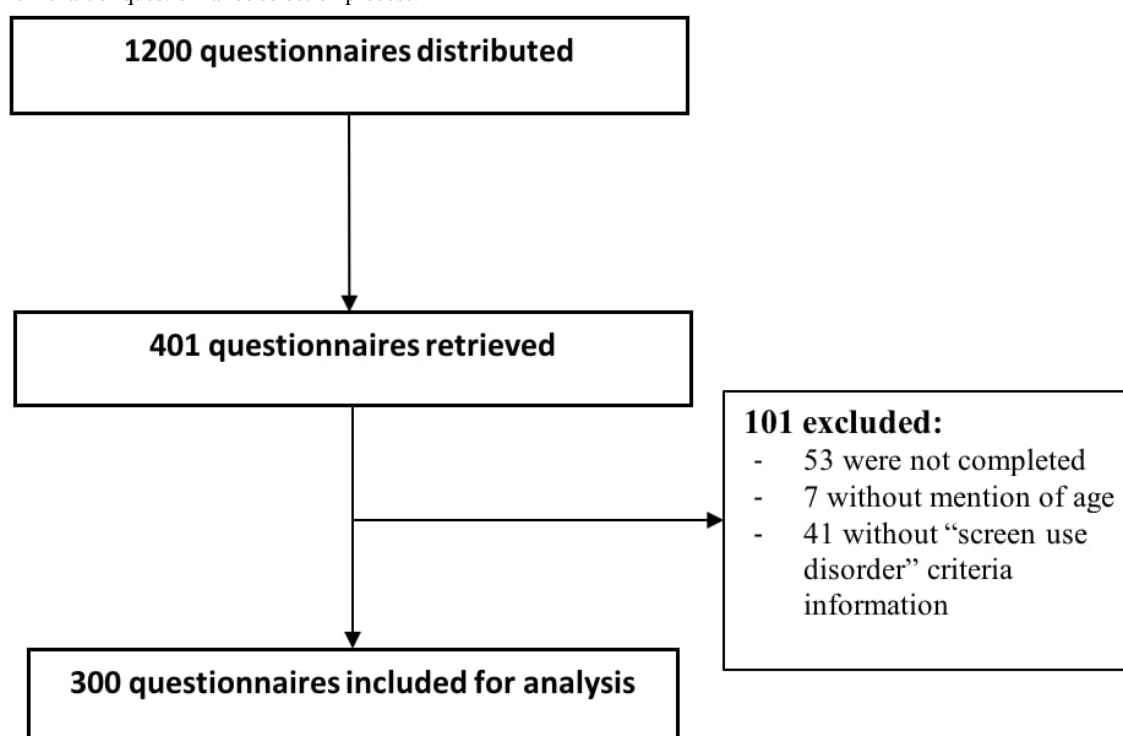 1200 questionnaires distributed
401 questionnaires retrieved
101 excluded:
- 53 were not completed
- 7 without mention of age
- 41 without “screen use
disorder” criteria
information
300 questionnaires included for analysis